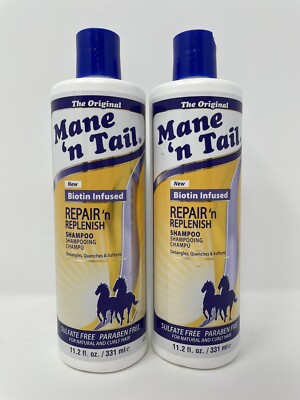 The Original
Mane
'n Tail®
New
Biotin Infused
REPAIR 'n
REPLENISH
SHAMPOO
SHAMPOOING
CHAMPÚ
Detangles, Quenches & Softens
SULFATE FREE PARABEN FREE
FOR NATURAL AND CURLY HAIR
11.2 fl. oz. / 331 ml ℮
The Original
Mane
'n Tail®
New
Biotin Infused
REPAIR 'n
REPLENISH
SHAMPOO
SHAMPOOING
CHAMPÚ
Detangles, Quenches & Softens
SULFATE FREE PARABEN FREE
FOR NATURAL AND CURLY HAIR
11.2 fl. oz. / 331 ml ℮